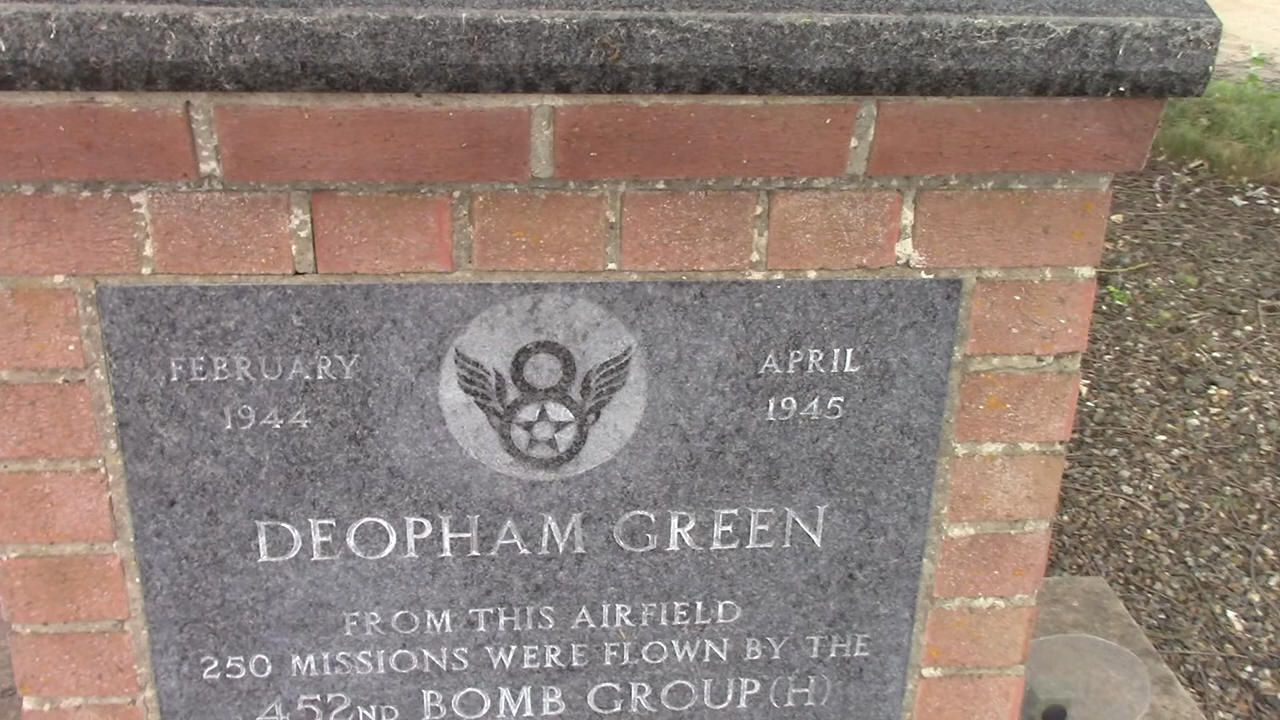 FEBRUARY
1944
APRIL
1945
DEOPHAM GREEN
FROM THIS AIRFIELD
250 MISSIONS WERE FLOWN BY THE
452ND BOMB GROUP (H)